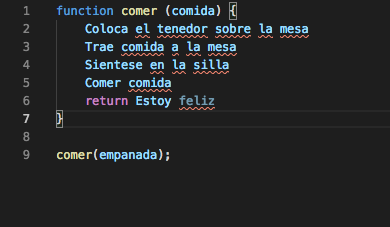 1 function comer (comida) {
2 Coloca el tenedor sobre la mesa
3 Trae comida a la mesa
4 Sientese en la silla
5 Comer comida
6 return Estoy feliz
7 }
8
9 comer(empanada);